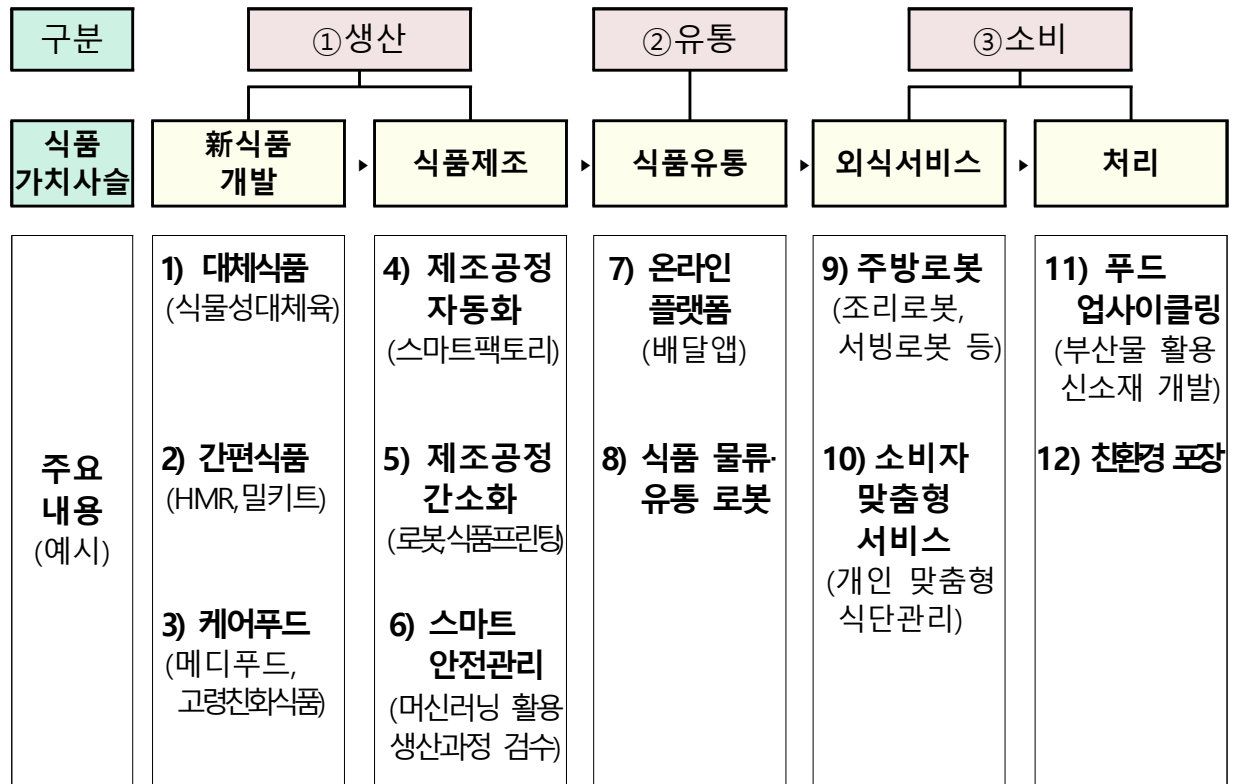 구분
①생산
②유통
③소비
식품
가치사슬
新식품
개발
▶
식품제조
▶
식품유통
▶
외식서비스
▶
처리
주요
내용
(예시)
1) 대체식품
(식물성대체육)
2) 간편식품
(HMR,밀키트)
3) 케어푸드
(메디푸드,
고령친화식품)
4) 제조공정
자동화
(스마트팩토리)
5) 제조공정
간소화
(로봇,식품프린팅)
6) 스마트
안전관리
(머신러닝 활용
생산과정 검수)
7) 온라인
플랫폼
(배달앱)
8) 식품 물류·
유통 로봇
9) 주방로봇
(조리로봇,
서빙로봇 등)
10) 소비자
맞춤형
서비스
(개인 맞춤형
식단관리)
11) 푸드
업사이클링
(부산물 활용
신소재 개발)
12) 친환경 포장